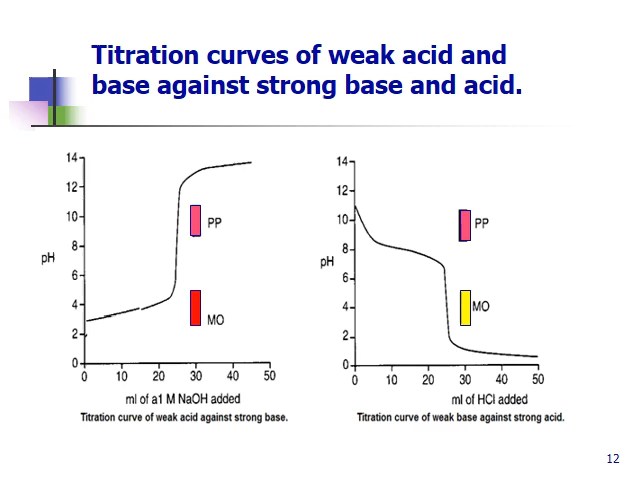 Titration curves of weak acid and
base against strong base and acid.
14
12
10
8
6
4
2
0
pH
PP
MO
0 10 20 30 40 50
ml of a1 M NaOH added
Titration curve of weak acid against strong base.
14
12
10
8
6
4
2
0
pH
PP
MO
0 10 20 30 40 50
ml of HCl added
Titration curve of weak base against strong acid.
12